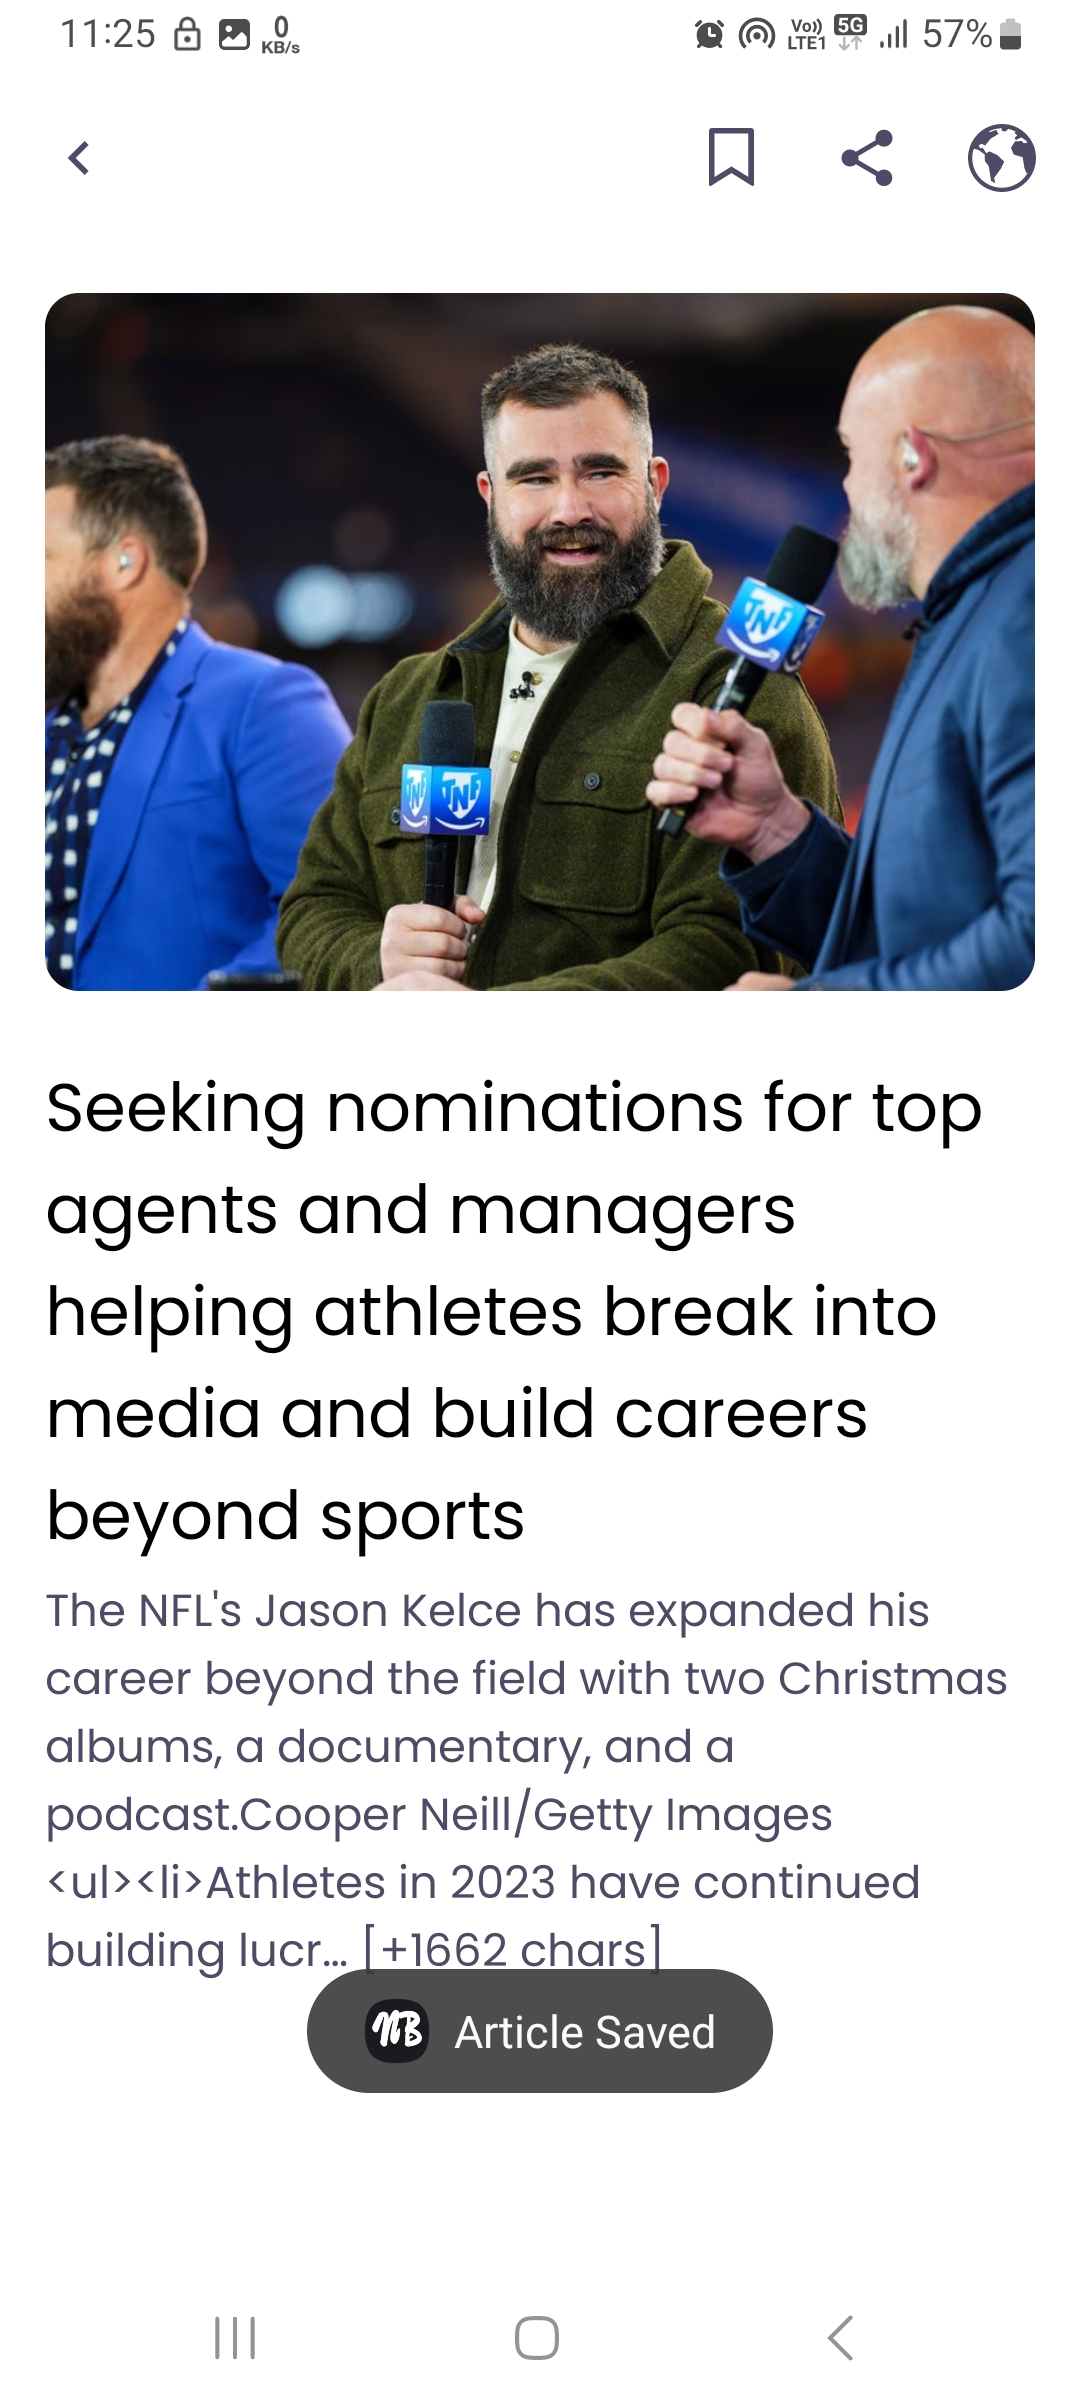 11:25
0
KB/s
Vo))
LTE1
5G
57%
TNF
TNF
TNF
Seeking nominations for top
agents and managers
helping athletes break into
media and build careers
beyond sports
The NFL's Jason Kelce has expanded his
career beyond the field with two Christmas
albums, a documentary, and a
podcast.Cooper Neill/Getty Images
<ul><li>Athletes in 2023 have continued
building lucr… [+1662 chars]
NB
Article Saved